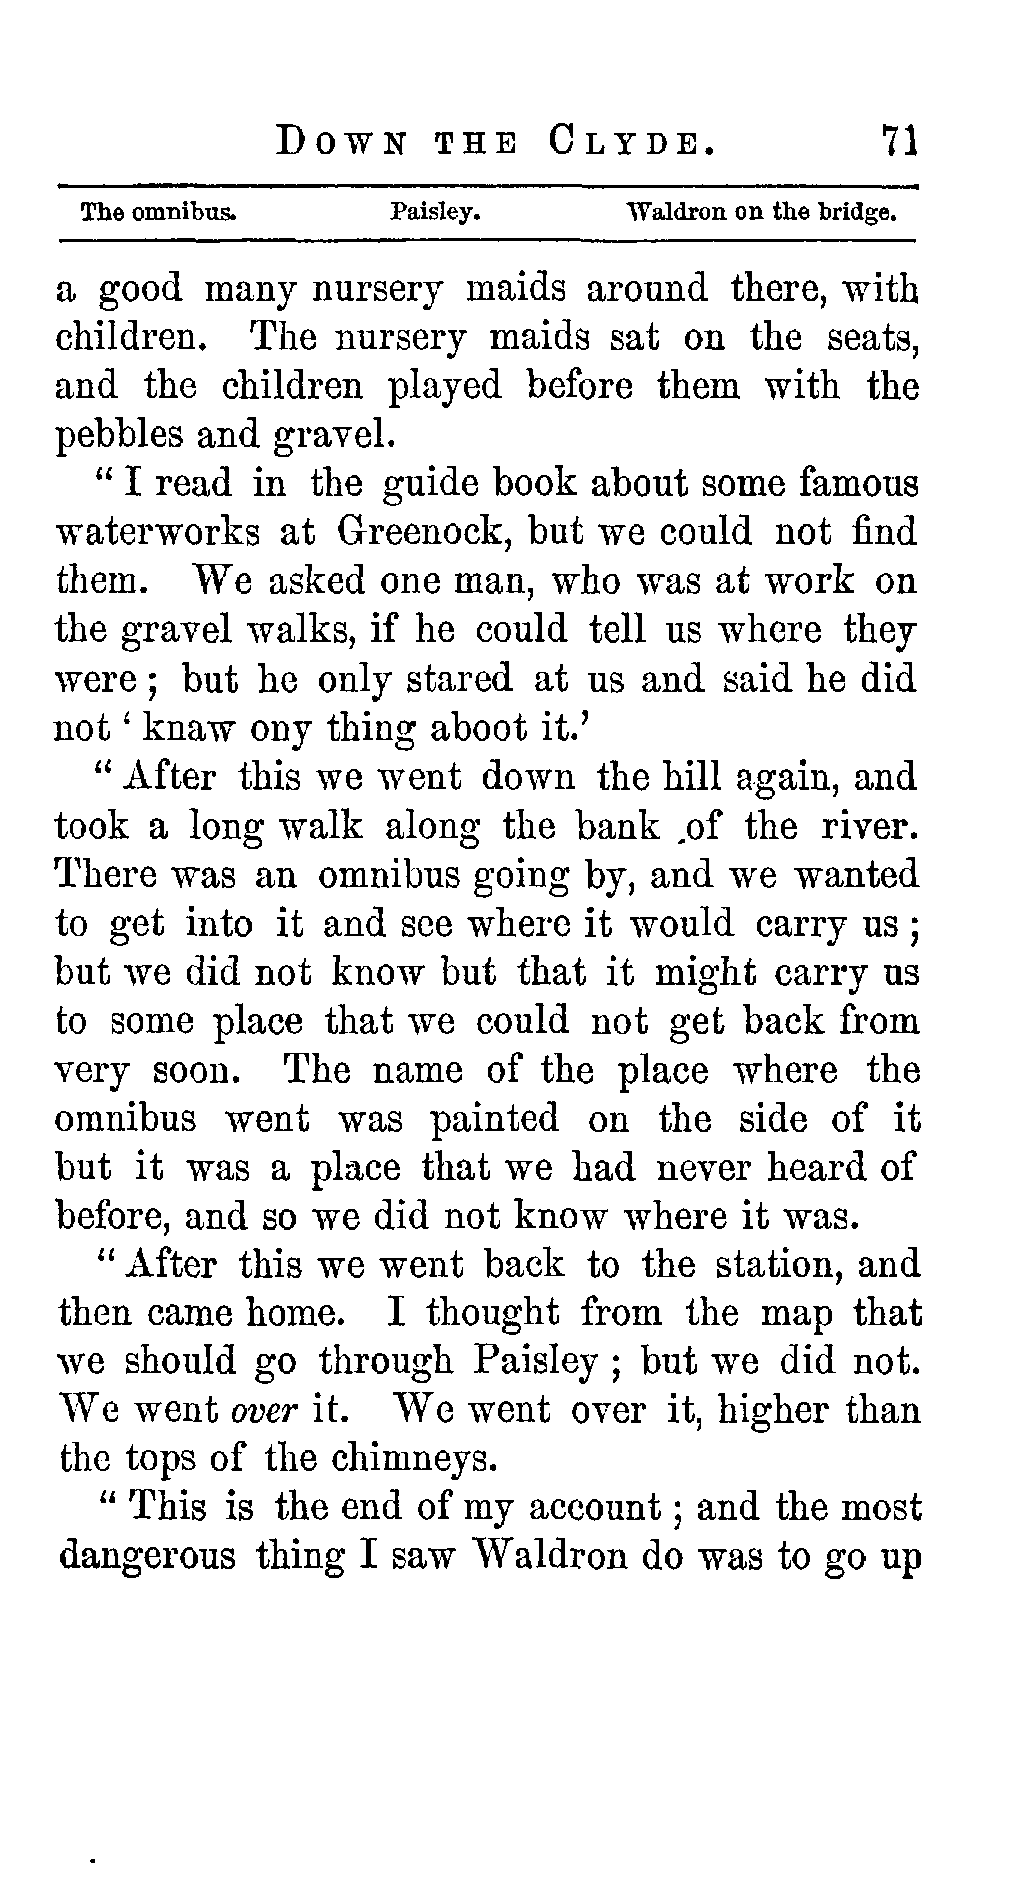 DOWN THE CLYDE. 71
The omnibus. Paisley. Waldron on the bridge.
a good many nursery maids around there, with
children. The nursery maids sat on the seats,
and the children played before them with the
pebbles and gravel.
“ I read in the guide book about some famous
waterworks at Greenock, but we could not find
them. We asked one man, who was at work on
the gravel walks, if he could tell us where they
were ; but he only stared at us and said he did
not ‘ knaw ony thing aboot it.’
“ After this we went down the hill again, and
took a long walk along the bank of the river.
There was an omnibus going by, and we wanted
to get into it and see where it would carry us ;
but we did not know but that it might carry us
to some place that we could not get back from
very soon. The name of the place where the
omnibus went was painted on the side of it
but it was a place that we had never heard of
before, and so we did not know where it was.
“ After this we went back to the station, and
then came home. I thought from the map that
we should go through Paisley ; but we did not.
We went over it. We went over it, higher than
the tops of the chimneys.
“ This is the end of my account ; and the most
dangerous thing I saw Waldron do was to go up